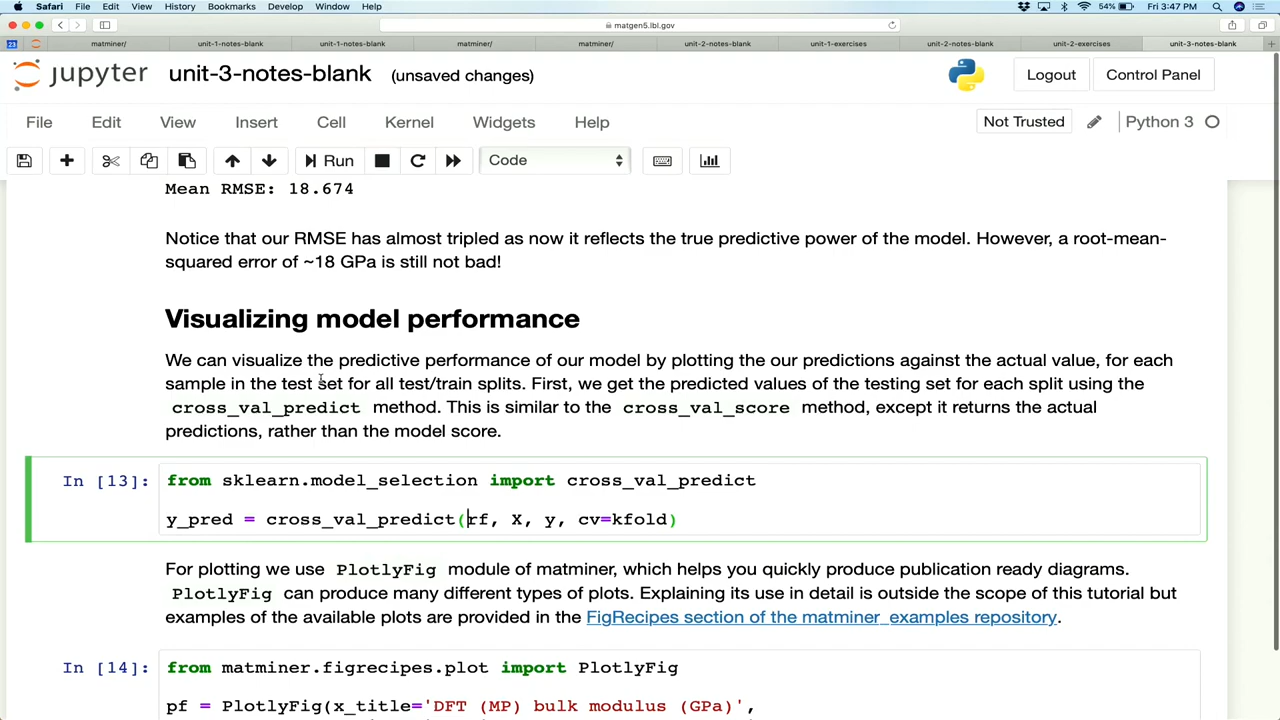 Safari File Edit View History Bookmarks Develop Window Help 54% Fri 3:47 PM
matgen5.lbl.gov
23 matminer/ unit-1-notes-blank unit-1-notes-blank matminer/ matminer/ unit-2-notes-blank unit-1-exercises unit-2-notes-blank unit-2-exercises unit-3-notes-blank
jupyter unit-3-notes-blank (unsaved changes) Logout Control Panel
File Edit View Insert Cell Kernel Widgets Help Not Trusted Python 3
Run Code
Mean RMSE: 18.674
Notice that our RMSE has almost tripled as now it reflects the true predictive power of the model. However, a root-mean-
squared error of ~18 GPa is still not bad!
Visualizing model performance
We can visualize the predictive performance of our model by plotting the our predictions against the actual value, for each
sample in the test set for all test/train splits. First, we get the predicted values of the testing set for each split using the
cross_val_predict method. This is similar to the cross_val_score method, except it returns the actual
predictions, rather than the model score.
In [13]: from sklearn.model_selection import cross_val_predict
y_pred = cross_val_predict(rf, X, y, cv=kfold)
For plotting we use PlotlyFig module of matminer, which helps you quickly produce publication ready diagrams.
PlotlyFig can produce many different types of plots. Explaining its use in detail is outside the scope of this tutorial but
examples of the available plots are provided in the FigRecipes section of the matminer_examples repository.
In [14]: from matminer.figrecipes.plot import PlotlyFig
pf = PlotlyFig(x_title='DFT (MP) bulk modulus (GPa)',